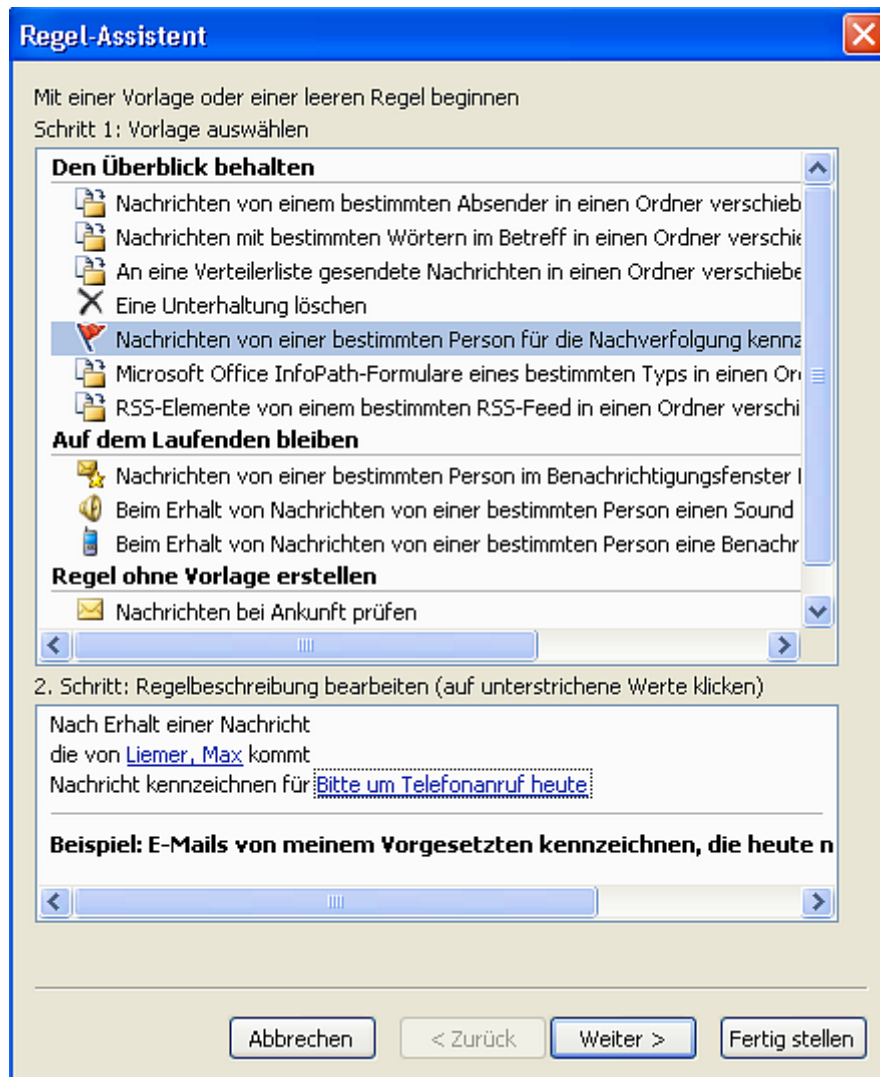 Regel-Assistent
Mit einer Vorlage oder einer leeren Regel beginnen
Schritt 1: Vorlage auswählen
Den Überblick behalten
Nachrichten von einem bestimmten Absender in einen Ordner verschieb
Nachrichten mit bestimmten Wörtern im Betreff in einen Ordner verschie
An eine Verteilerliste gesendete Nachrichten in einen Ordner verschiebe
Eine Unterhaltung löschen
Nachrichten von einer bestimmten Person für die Nachverfolgung kennz
Microsoft Office InfoPath-Formulare eines bestimmten Typs in einen Or
RSS-Elemente von einem bestimmten RSS-Feed in einen Ordner verschi
Auf dem Laufenden bleiben
Nachrichten von einer bestimmten Person im Benachrichtigungsfenster
Beim Erhalt von Nachrichten von einer bestimmten Person einen Sound
Beim Erhalt von Nachrichten von einer bestimmten Person eine Benachr
Regel ohne Vorlage erstellen
Nachrichten bei Ankunft prüfen
2. Schritt: Regelbeschreibung bearbeiten (auf unterstrichene Werte klicken)
Nach Erhalt einer Nachricht
die von Liemer, Max kommt
Nachricht kennzeichnen für Bitte um Telefonanruf heute
Beispiel: E-Mails von meinem Vorgesetzten kennzeichnen, die heute n
Abbrechen
< Zurück
Weiter >
Fertig stellen